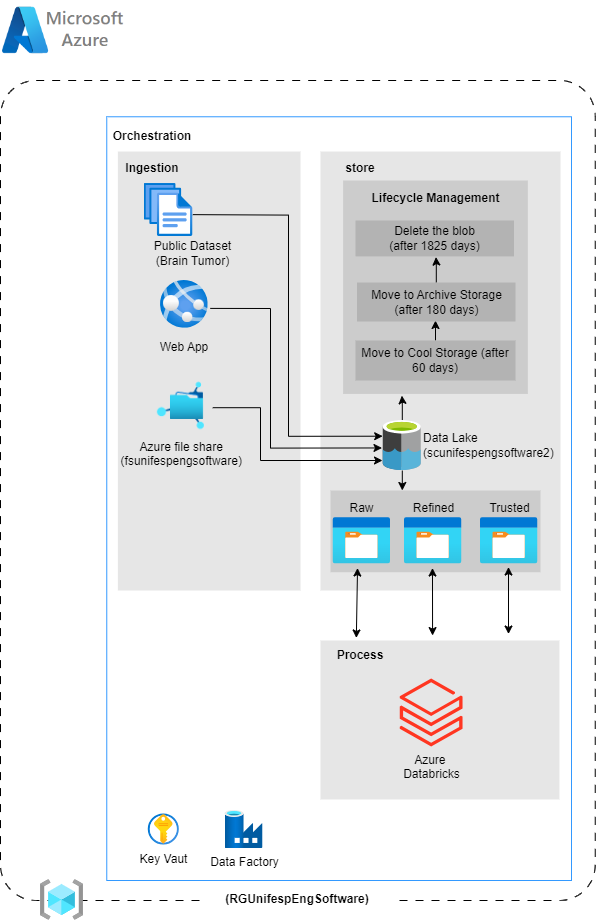 Microsoft
Azure
Orchestration
Ingestion
Public Dataset
(Brain Tumor)
Web App
Azure file share
(fsunifespengsoftware)
store
Lifecycle Management
Delete the blob
(after 1825 days)
Move to Archive Storage
(after 180 days)
Move to Cool Storage (after
60 days)
Data Lake
(scunifespengsoftware2)
Raw
Refined
Trusted
Process
Azure
Databricks
Key Vaut
Data Factory
(RGUnifespEngSoftware)